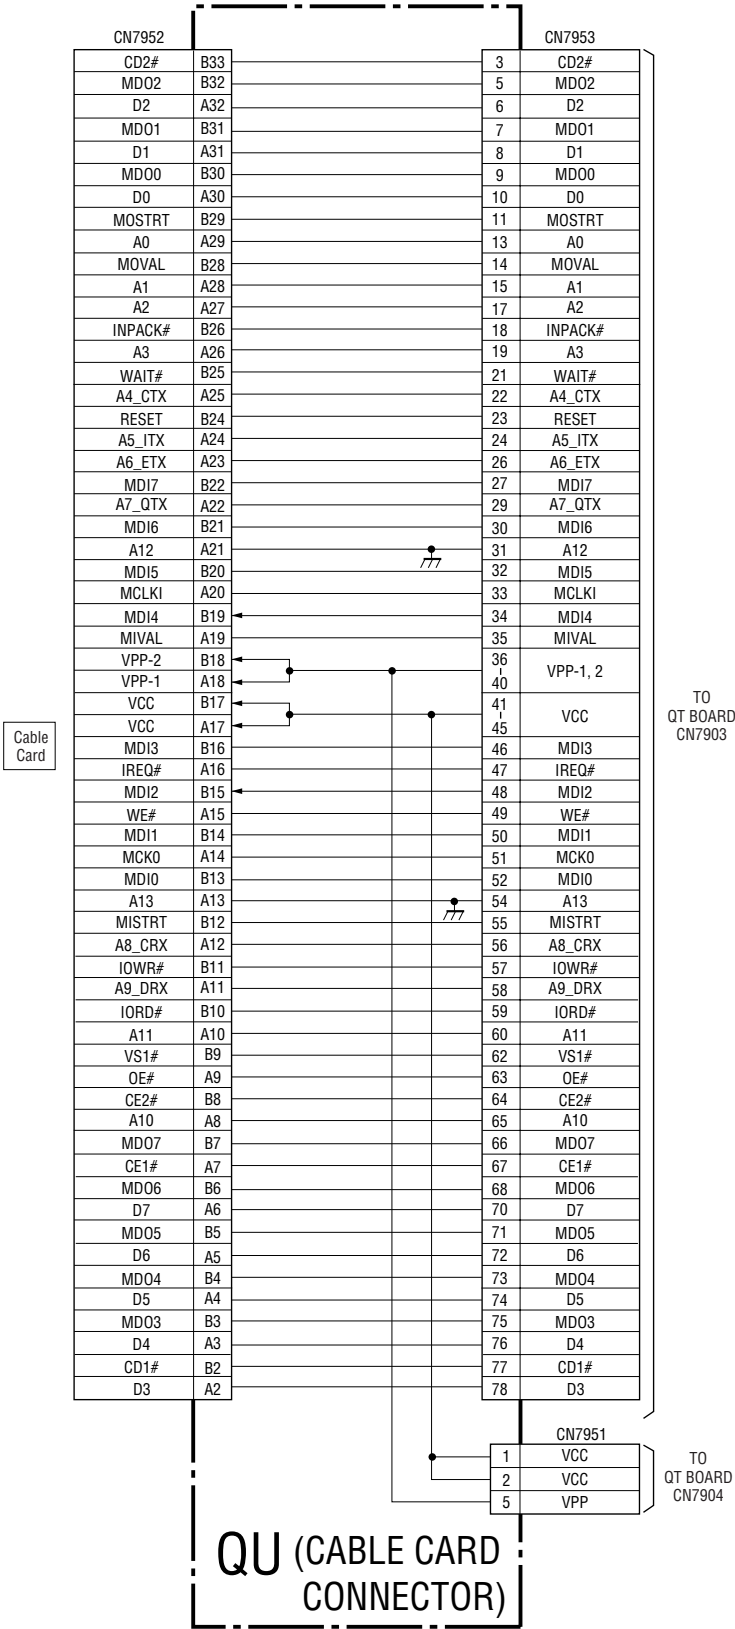 CN7952 CN7953
CD2# B33 3 CD2#
MDO2 B32 5 MDO2
D2 A32 6 D2
MDO1 B31 7 MDO1
D1 A31 8 D1
MDO0 B30 9 MDO0
D0 A30 10 D0
MOSTRT B29 11 MOSTRT
A0 A29 13 A0
MOVAL B28 14 MOVAL
A1 A28 15 A1
A2 A27 17 A2
INPACK# B26 18 INPACK#
A3 A26 19 A3
WAIT# B25 21 WAIT#
A4_CTX A25 22 A4_CTX
RESET B24 23 RESET
A5_ITX A24 24 A5_ITX
A6_ETX A23 26 A6_ETX
MDI7 B22 27 MDI7
A7_QTX A22 29 A7_QTX
MDI6 B21 30 MDI6
A12 A21 31 A12
MDI5 B20 32 MDI5
MCLKI A20 33 MCLKI
MDI4 B19 34 MDI4
MIVAL A19 35 MIVAL
VPP-2 B18 36
VPP-1 A18 40 VPP-1, 2
VCC B17 41
VCC A17 45 VCC
MDI3 B16 46 MDI3
IREQ# A16 47 IREQ#
MDI2 B15 48 MDI2
WE# A15 49 WE#
MDI1 B14 50 MDI1
MCK0 A14 51 MCK0
MDI0 B13 52 MDI0
A13 A13 54 A13
MISTRT B12 55 MISTRT
A8_CRX A12 56 A8_CRX
IOWR# B11 57 IOWR#
A9_DRX A11 58 A9_DRX
IORD# B10 59 IORD#
A11 A10 60 A11
VS1# B9 62 VS1#
OE# A9 63 OE#
CE2# B8 64 CE2#
A10 A8 65 A10
MDO7 B7 66 MDO7
CE1# A7 67 CE1#
MDO6 B6 68 MDO6
D7 A6 70 D7
MDO5 B5 71 MDO5
D6 A5 72 D6
MDO4 B4 73 MDO4
D5 A4 74 D5
MDO3 B3 75 MDO3
D4 A3 76 D4
CD1# B2 77 CD1#
D3 A2 78 D3
Cable
Card
TO
QT BOARD
CN7903
CN7951
1 VCC
2 VCC
5 VPP
TO
QT BOARD
CN7904
QU (CABLE CARD
CONNECTOR)